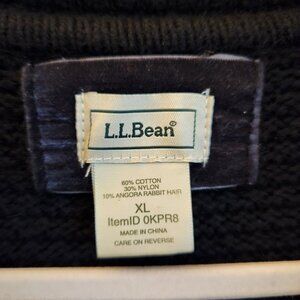 L.L.Bean®
60% COTTON
30% NYLON
10% ANGORA RABBIT HAIR
XL
ItemID 0KPR8
MADE IN CHINA
CARE ON REVERSE